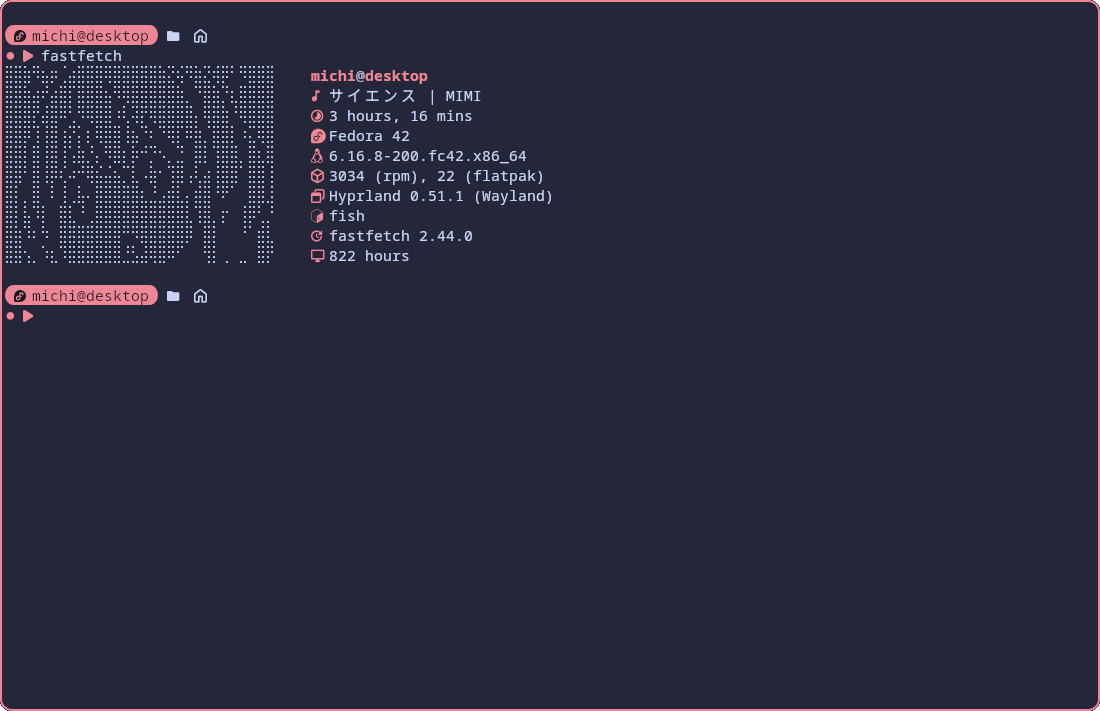 michi@desktop
fastfetch
michi@desktop
サイエンス | MIMI
3 hours, 16 mins
Fedora 42
6.16.8-200.fc42.x86_64
3034 (rpm), 22 (flatpak)
Hyprland 0.51.1 (Wayland)
fish
fastfetch 2.44.0
822 hours
michi@desktop